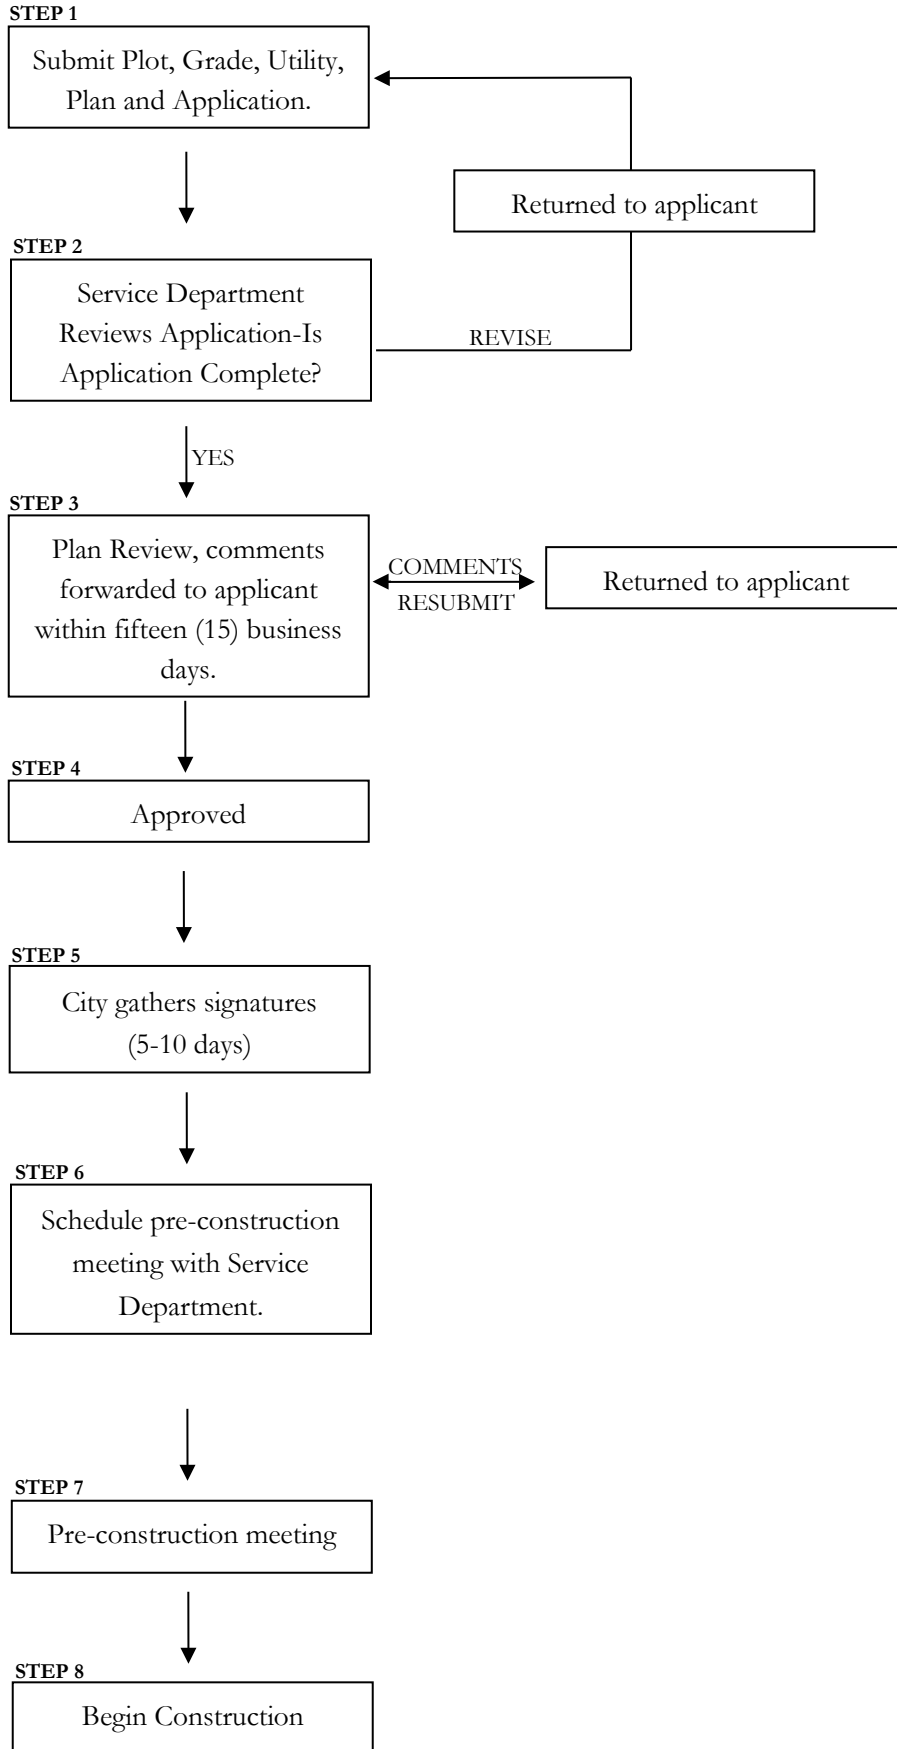 STEP 1
Submit Plot, Grade, Utility,
Plan and Application.
Returned to applicant
STEP 2
Service Department
Reviews Application-Is
Application Complete?
REVISE
YES
STEP 3
Plan Review, comments
forwarded to applicant
within fifteen (15) business
days.
COMMENTS
RESUBMIT
Returned to applicant
STEP 4
Approved
STEP 5
City gathers signatures
(5-10 days)
STEP 6
Schedule pre-construction
meeting with Service
Department.
STEP 7
Pre-construction meeting
STEP 8
Begin Construction